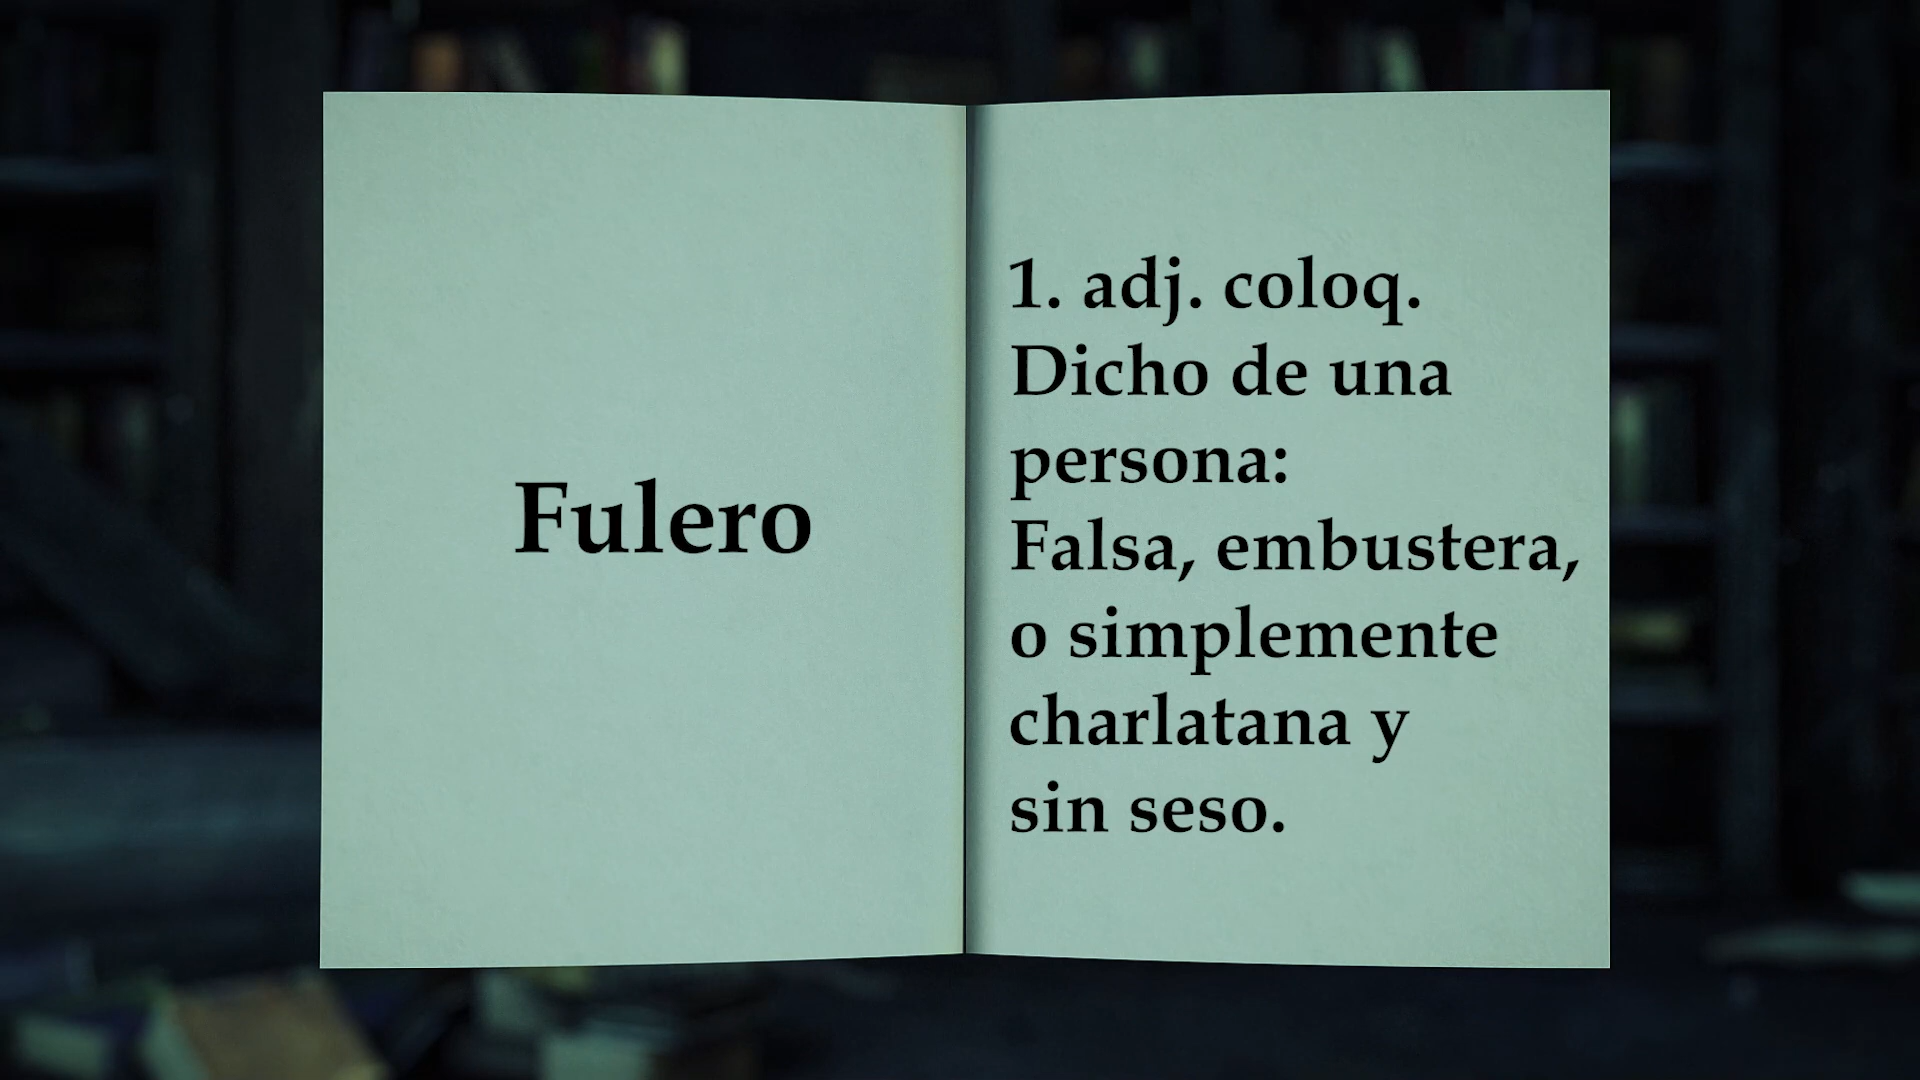 Fulero
1. adj. coloq.
Dicho de una
persona:
Falsa, embustera,
o simplemente
charlatana y
sin seso.